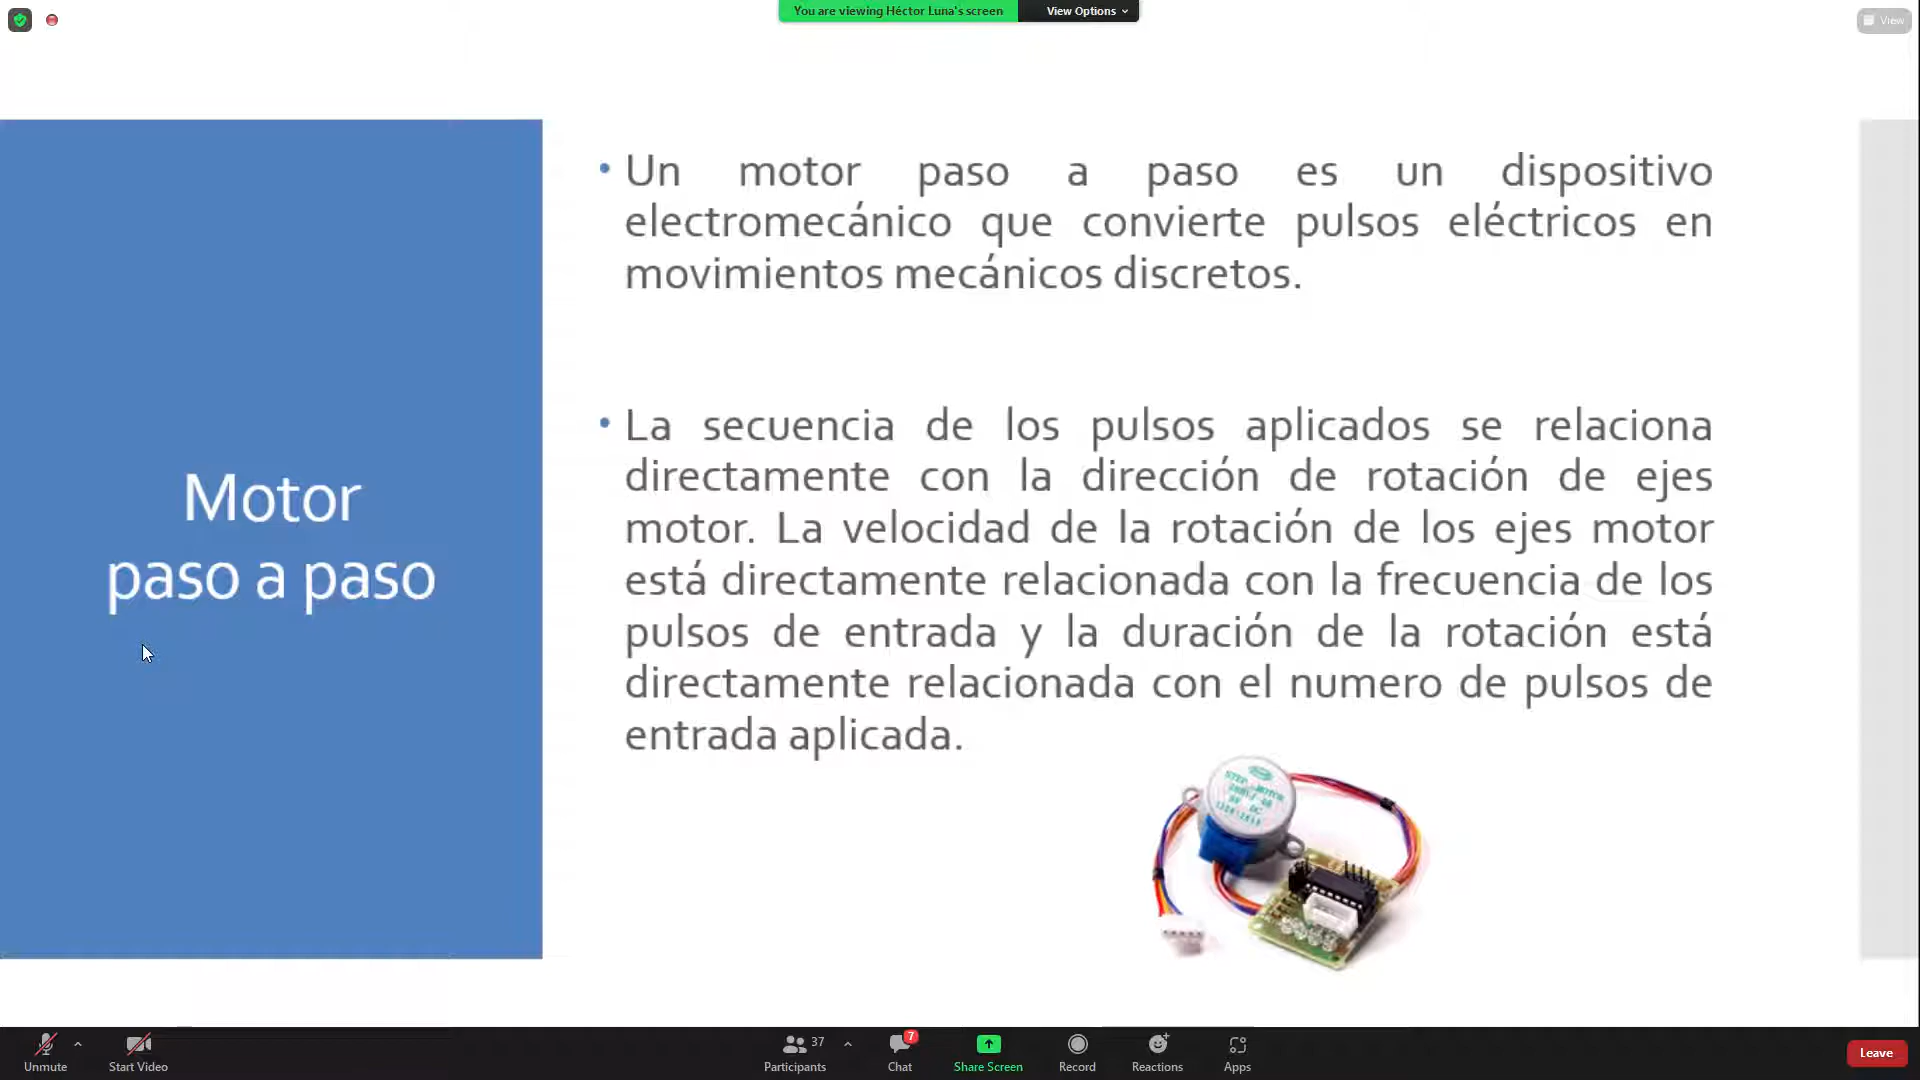 You are viewing Héctor Luna's screen
View Options
View
Un motor paso a paso es un dispositivo
electromecánico que convierte pulsos eléctricos en
movimientos mecánicos discretos.
La secuencia de los pulsos aplicados se relaciona
directamente con la dirección de rotación de ejes
motor. La velocidad de la rotación de los ejes motor
está directamente relacionada con la frecuencia de los
pulsos de entrada y la duración de la rotación está
directamente relacionada con el numero de pulsos de
entrada aplicada.
Motor
paso a paso
STEP MOTOR
Unmute
Start Video
37
Participants
7
Chat
Share Screen
Record
Reactions
Apps
Leave